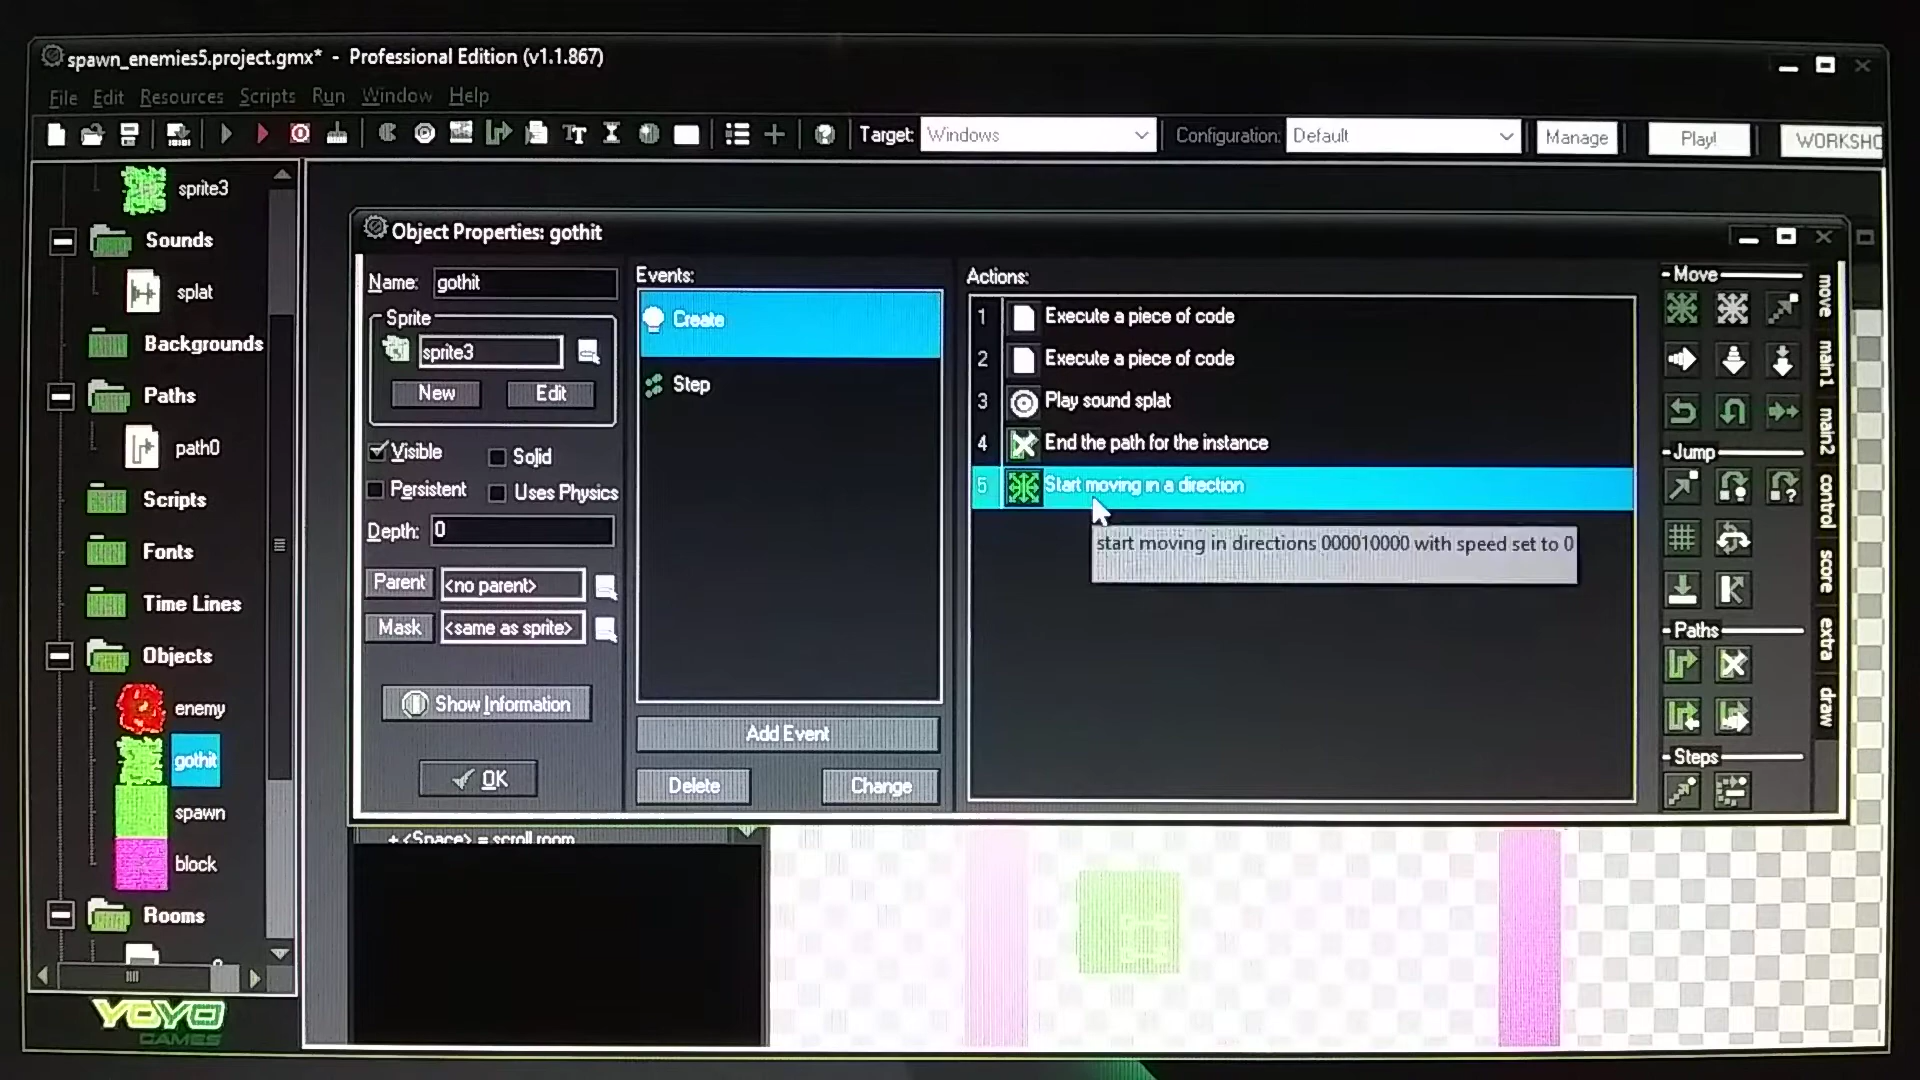 spawn_enemies5.project.gmx* - Professional Edition (v1.1.867)
File Edit Resources Scripts Run Window Help
Target: Windows Configuration: Default Manage Play! WORKSHO
sprite3
Sounds
splat
Backgrounds
Paths
path0
Scripts
Fonts
Time Lines
Objects
enemy
gothit
spawn
block
Rooms
YOYO
GAMES
Object Properties: gothit
Name: gothit
Sprite
sprite3
New Edit
Visible Solid
Persistent Uses Physics
Depth: 0
Parent <no parent>
Mask <same as sprite>
Show Information
OK
Events:
Create
Step
Add Event
Delete Change
Actions:
1 Execute a piece of code
2 Execute a piece of code
3 Play sound splat
4 End the path for the instance
5 Start moving in a direction
start moving in directions 000010000 with speed set to 0
Move
Jump
Paths
Steps
move
main1
main2
control
score
extra
draw
+ <Space> = scroll room